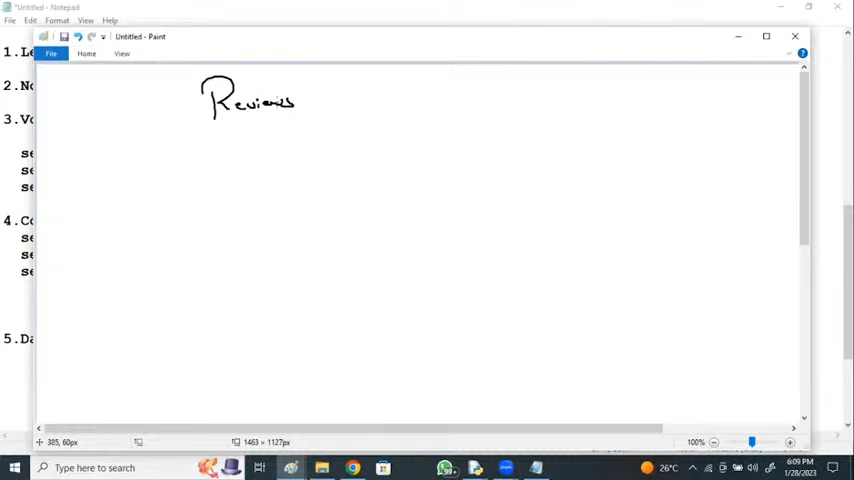 *Untitled - Notepad
File Edit Format View Help
Untitled - Paint
File Home View
1.Le
2.No
3.Vo
se
se
se
4.Co
se
se
se
5.Da
Reviews
385, 60px
1463 × 1127px
100%
Type here to search
99+
26°C
6:09 PM
1/28/2023